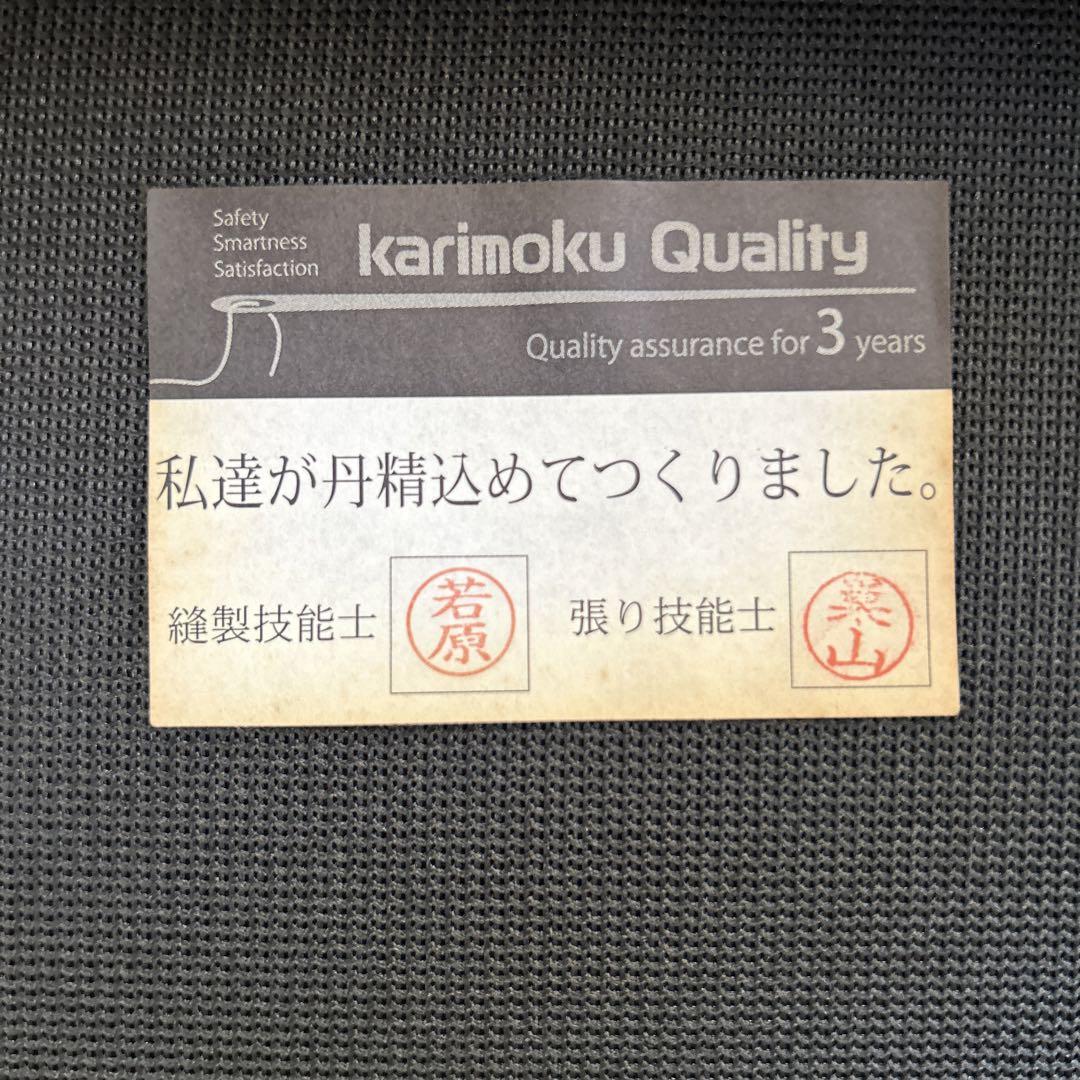 Safety
Smartness
Satisfaction
karimoku Quality
Quality assurance for 3 years
私達が丹精込めてつくりました。
縫製技能士
若原
張り技能士
山